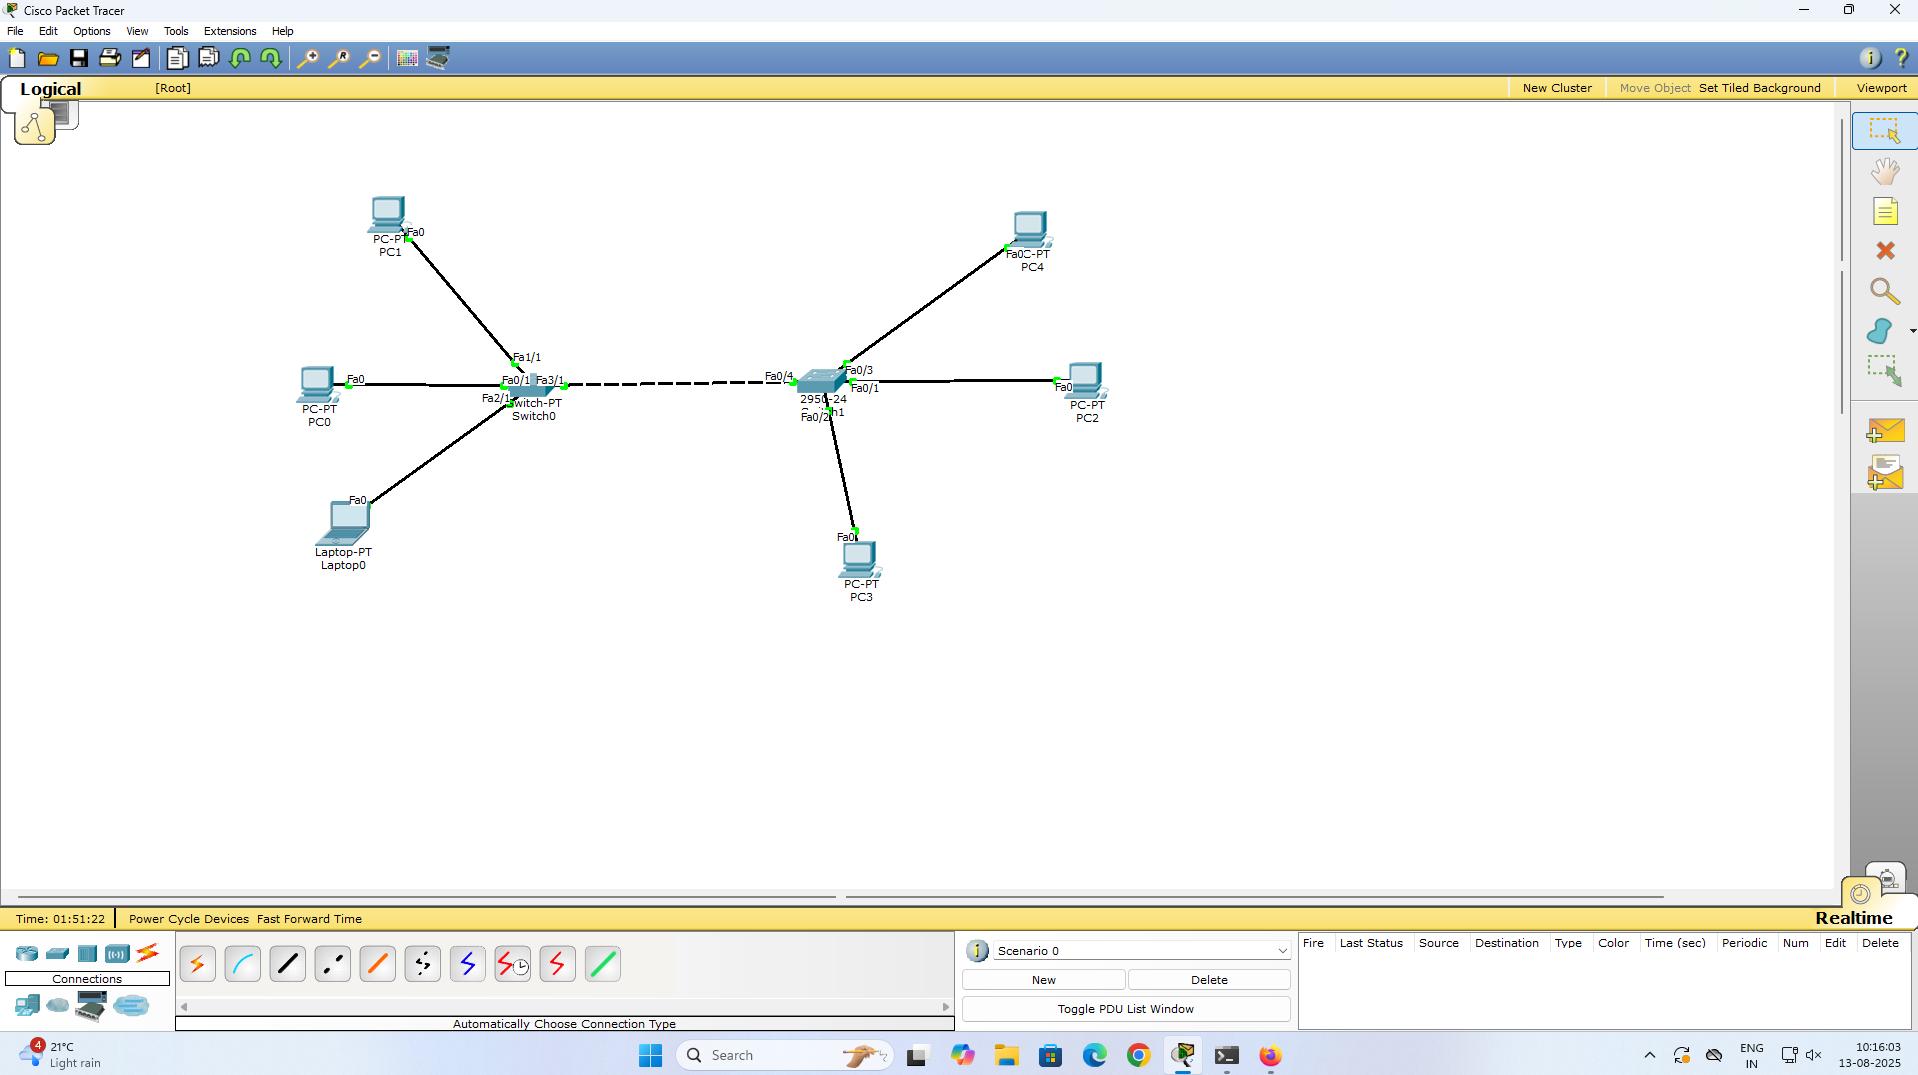 Cisco Packet Tracer
File Edit Options View Tools Extensions Help
Logical [Root] New Cluster Move Object Set Tiled Background Viewport
PC-PT
Fa0
PC1
Fa0
C-PT
PC4
Fa1/1
Fa0
Fa0/1
Fa3/1
Fa2/1
witch-PT
Switch0
PC-PT
PC0
Fa0/4
Fa0/3
Fa0/1
2950-24
Fa0/2
Fa0
PC-PT
PC2
Fa0
Laptop-PT
Laptop0
Fa0
PC-PT
PC3
Time: 01:51:22 Power Cycle Devices Fast Forward Time
Realtime
Connections
Automatically Choose Connection Type
Scenario 0
New Delete
Toggle PDU List Window
Fire Last Status Source Destination Type Color Time (sec) Periodic Num Edit Delete
4
21°C
Light rain
Search
ENG
IN
10:16:03
13-08-2025